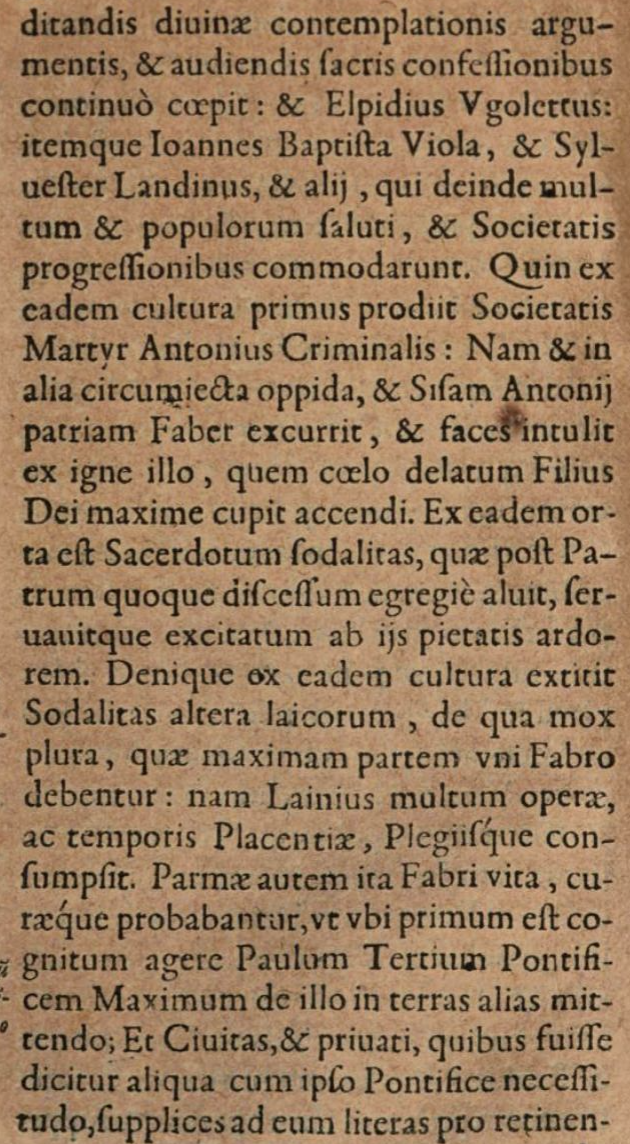 ditandis diuinæ contemplationis argu-
mentis, & audiendis ſacris confeſſionibus
continuò cœpit: & Elpidius Vgolettus:
itemque Ioannes Baptiſta Viola, & Syl-
ueſter Landinus, & alij, qui deinde mul-
tum & populorum ſaluti, & Societatis
progreſſionibus commodarunt. Quin ex
eadem cultura primus prodiit Societatis
Martyr Antonius Criminalis: Nam & in
alia circumiecta oppida, & Siſam Antonij
patriam Faber excurrit, & faces intulit
ex igne illo, quem cœlo delatum Filius
Dei maxime cupit accendi. Ex eadem or-
ta eſt Sacerdotum ſodalitas, quæ poſt Pa-
trum quoque diſceſſum egregiè aluit, ſer-
uauitque excitatum ab ijs pietatis ardo-
rem. Denique ex eadem cultura extitit
Sodalitas altera laicorum, de qua mox
plura, quæ maximam partem vni Fabro
debentur: nam Lainius multum operæ,
ac temporis Placentiæ, Plegiiſq́ue con-
ſumpſit. Parmæ autem ita Fabri vita, cu-
ræq́ue probabantur, vt vbi primum eſt co-
gnitum agere Paulum Tertium Pontifi-
cem Maximum de illo in terras alias mit-
tendo; Et Ciuitas, & priuati, quibus fuiſſe
dicitur aliqua cum ipſo Pontifice neceſſi-
tudo, ſupplices ad eum literas pro retinen-